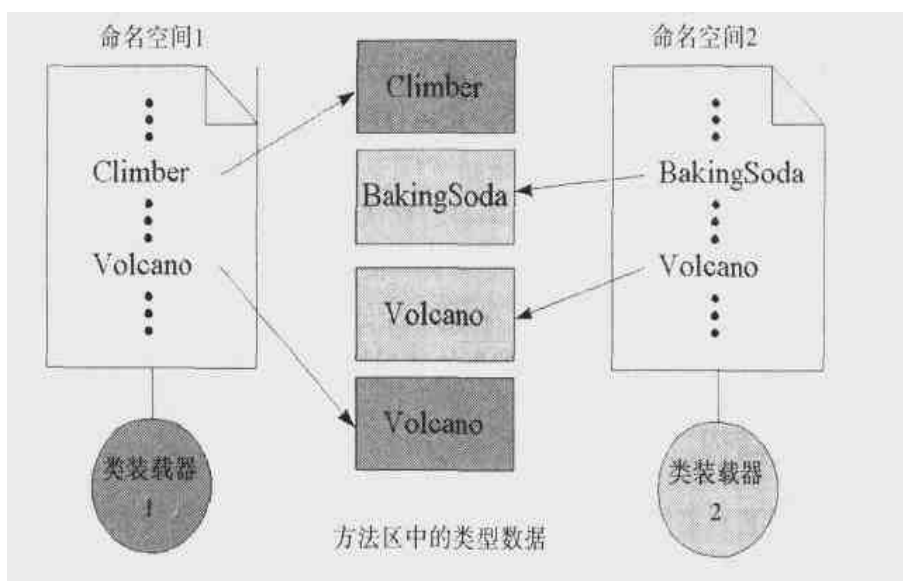 命名空间1
Climber
Volcano
类装载器
1
Climber
BakingSoda
Volcano
Volcano
方法区中的类型数据
命名空间2
BakingSoda
Volcano
类装载器
2